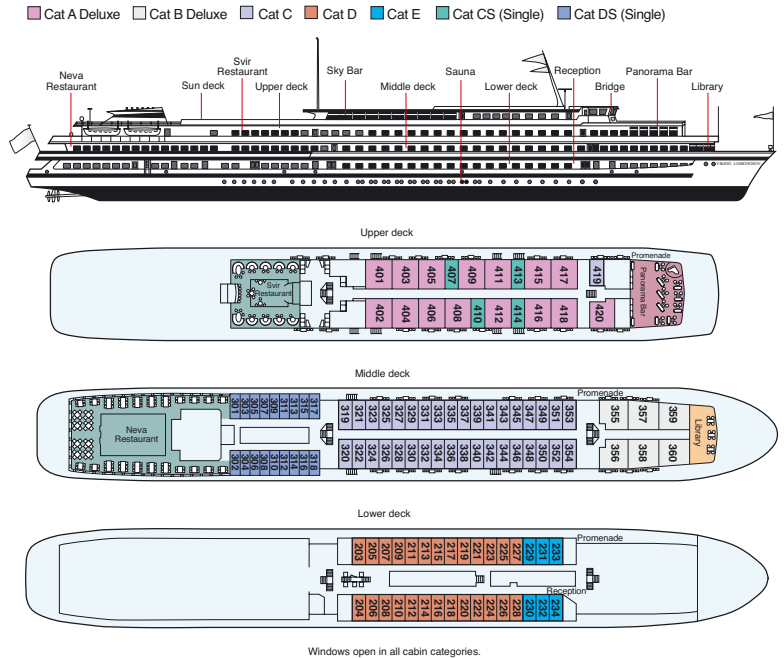 Cat A Deluxe Cat B Deluxe Cat C Cat D Cat E Cat CS (Single) Cat DS (Single)
Neva
Restaurant
Sun deck
Svir
Restaurant
Upper deck
Sky Bar
Middle deck
Sauna
Lower deck
Reception
Bridge
Panorama Bar
Library
Upper deck
Promenade
401 403 405 407 409 411 413 415 417 419
Svir
Restaurant
Panorama Bar
402 404 406 408 410 412 414 416 418 420
Middle deck
Promenade
301 303 305 307 309 311 313 315 317 319 321 323 325 327 329 331 333 335 337 339 341 343 345 347 349 351 353 355 357 359
Neva
Restaurant
Library
302 304 306 308 310 312 314 316 318 320 322 324 326 328 330 332 334 336 338 340 342 344 346 348 350 352 354 356 358 360
Lower deck
Promenade
203 205 207 209 211 213 215 217 219 221 223 225 227 229 231 233
Reception
204 206 208 210 212 214 216 218 220 222 224 226 228 230 232 234
Windows open in all cabin categories.